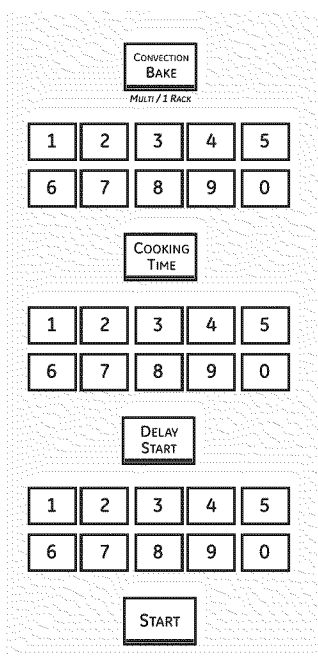 CONVECTION
BAKE
MULTI / 1 RACK
1 2 3 4 5
6 7 8 9 0
COOKING
TIME
1 2 3 4 5
6 7 8 9 0
DELAY
START
1 2 3 4 5
6 7 8 9 0
START